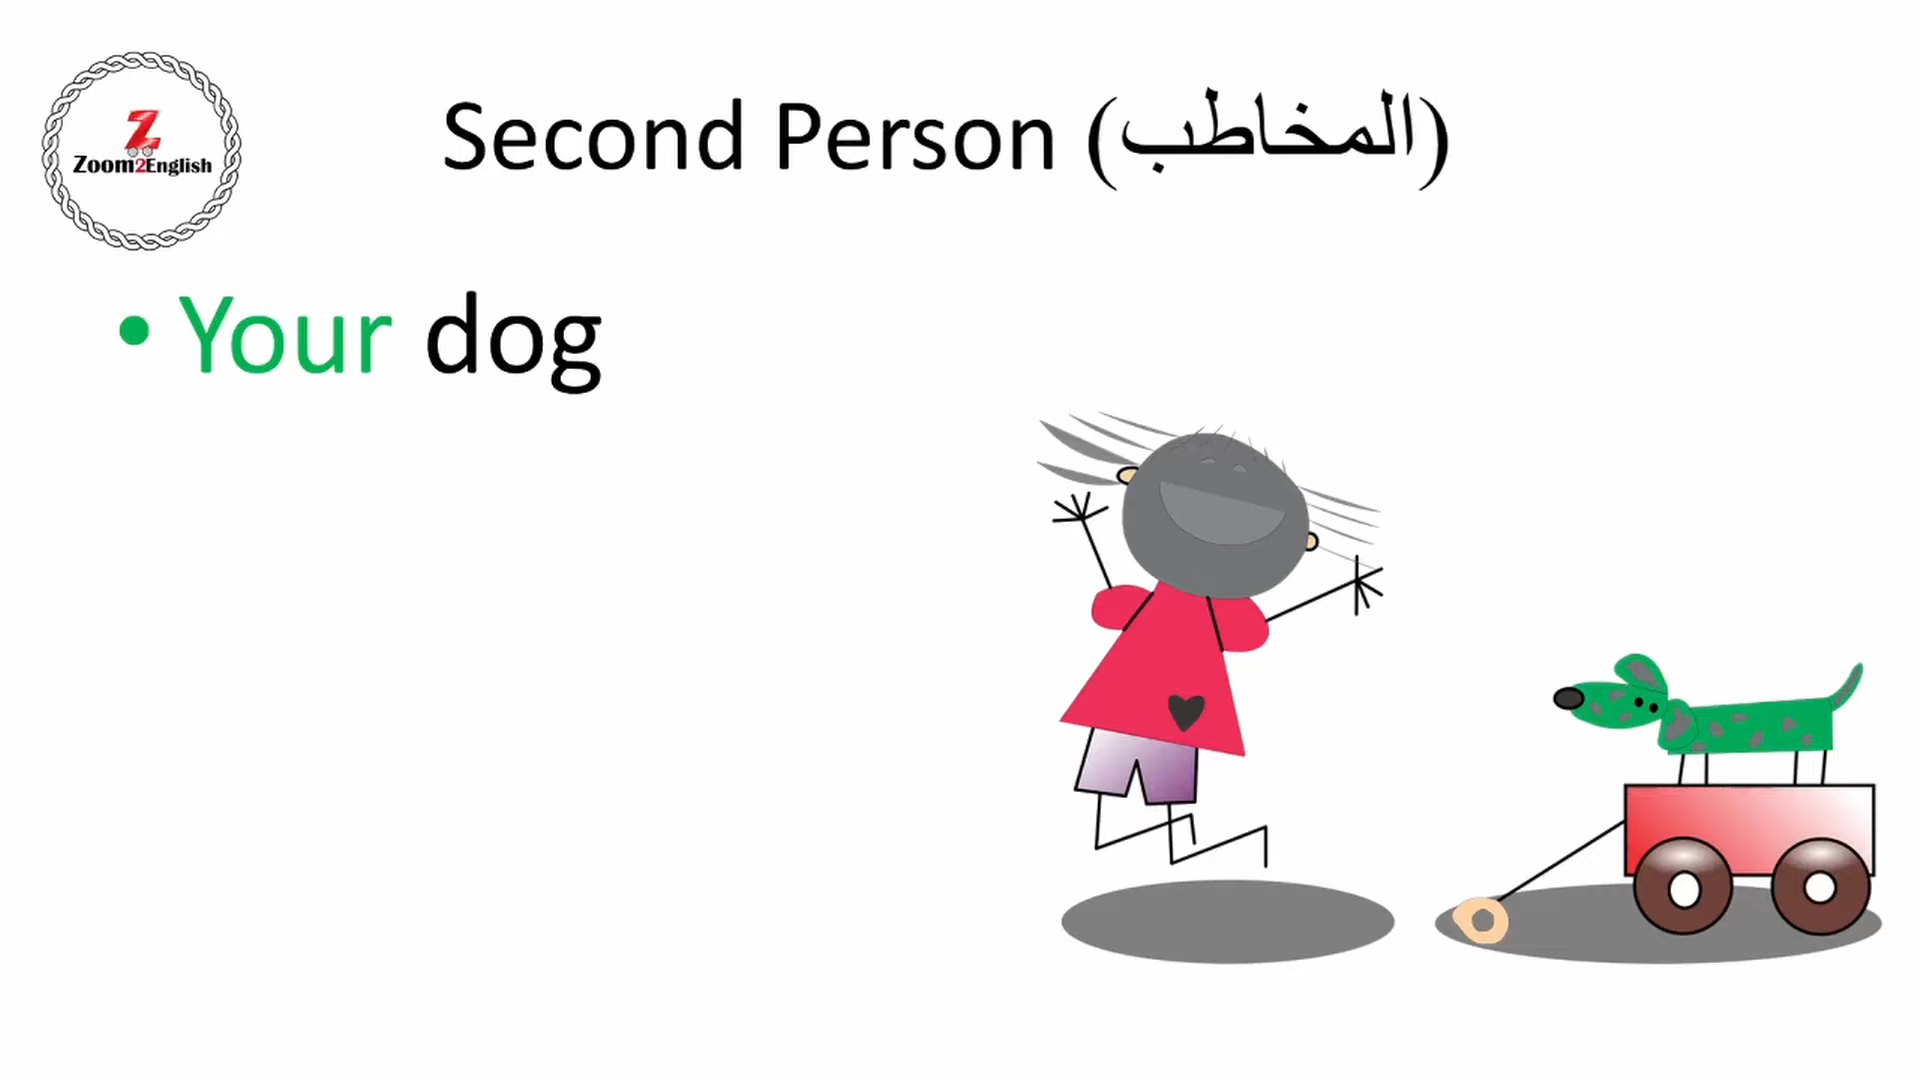 Z
Zoom2English
Second Person (المخاطب)
• Your dog